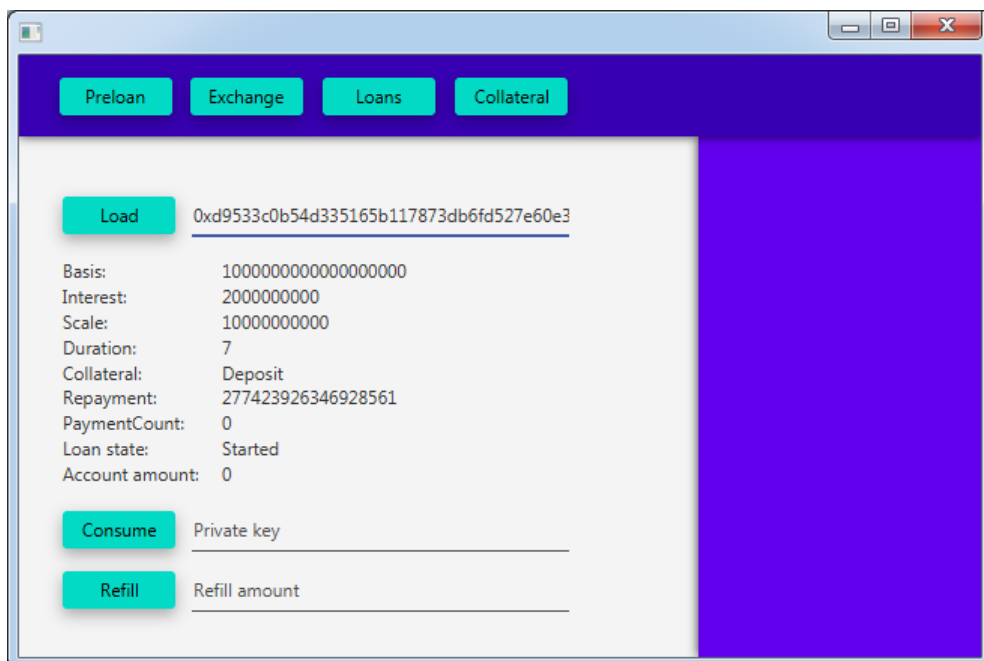 Preloan Exchange Loans Collateral
Load 0xd9533c0b54d335165b117873db6fd527e60e3
Basis: 1000000000000000000
Interest: 2000000000
Scale: 10000000000
Duration: 7
Collateral: Deposit
Repayment: 277423926346928561
PaymentCount: 0
Loan state: Started
Account amount: 0
Consume Private key
Refill Refill amount